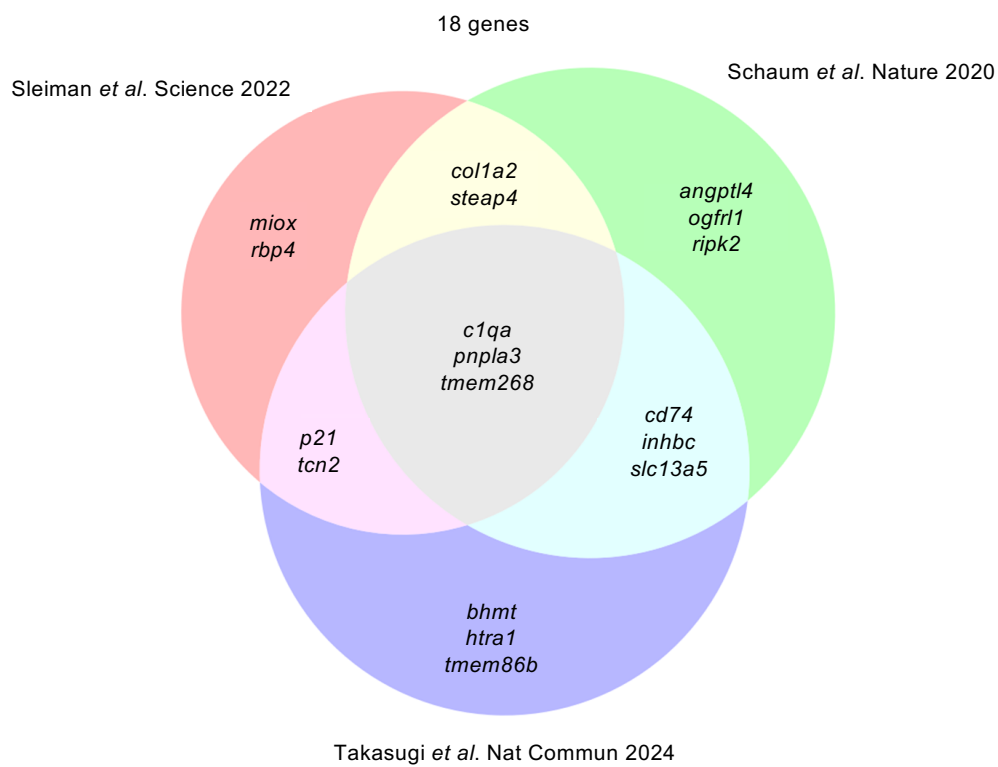 18 genes
Sleiman et al. Science 2022
Schaum et al. Nature 2020
col1a2
steap4
angptl4
ogfrl1
ripk2
miox
rbp4
c1qa
pnpla3
tmem268
cd74
inhbc
slc13a5
p21
tcn2
bhmt
htra1
tmem86b
Takasugi et al. Nat Commun 2024